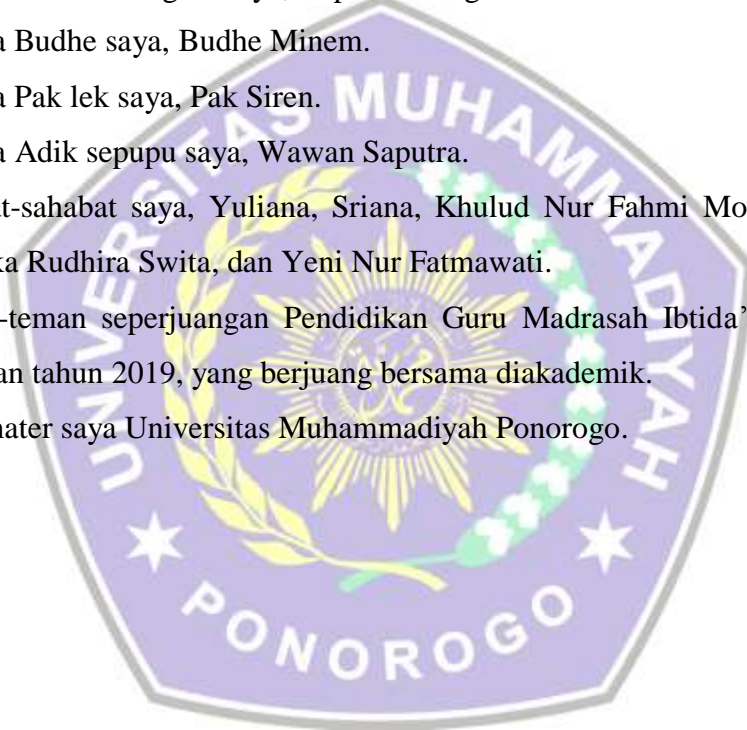 a Budhe saya, Budhe Minem.
a Pak lek saya, Pak Siren.
a Adik sepupu saya, Wawan Saputra.
at-sahabat saya, Yuliana, Sriana, Khulud Nur Fahmi Mo
ka Rudhira Swita, dan Yeni Nur Fatmawati.
-teman seperjuangan Pendidikan Guru Madrasah Ibtida’
an tahun 2019, yang berjuang bersama diakademik.
mater saya Universitas Muhammadiyah Ponorogo.
UNIVERSITAS MUHAMMADIYAH
PONOROGO